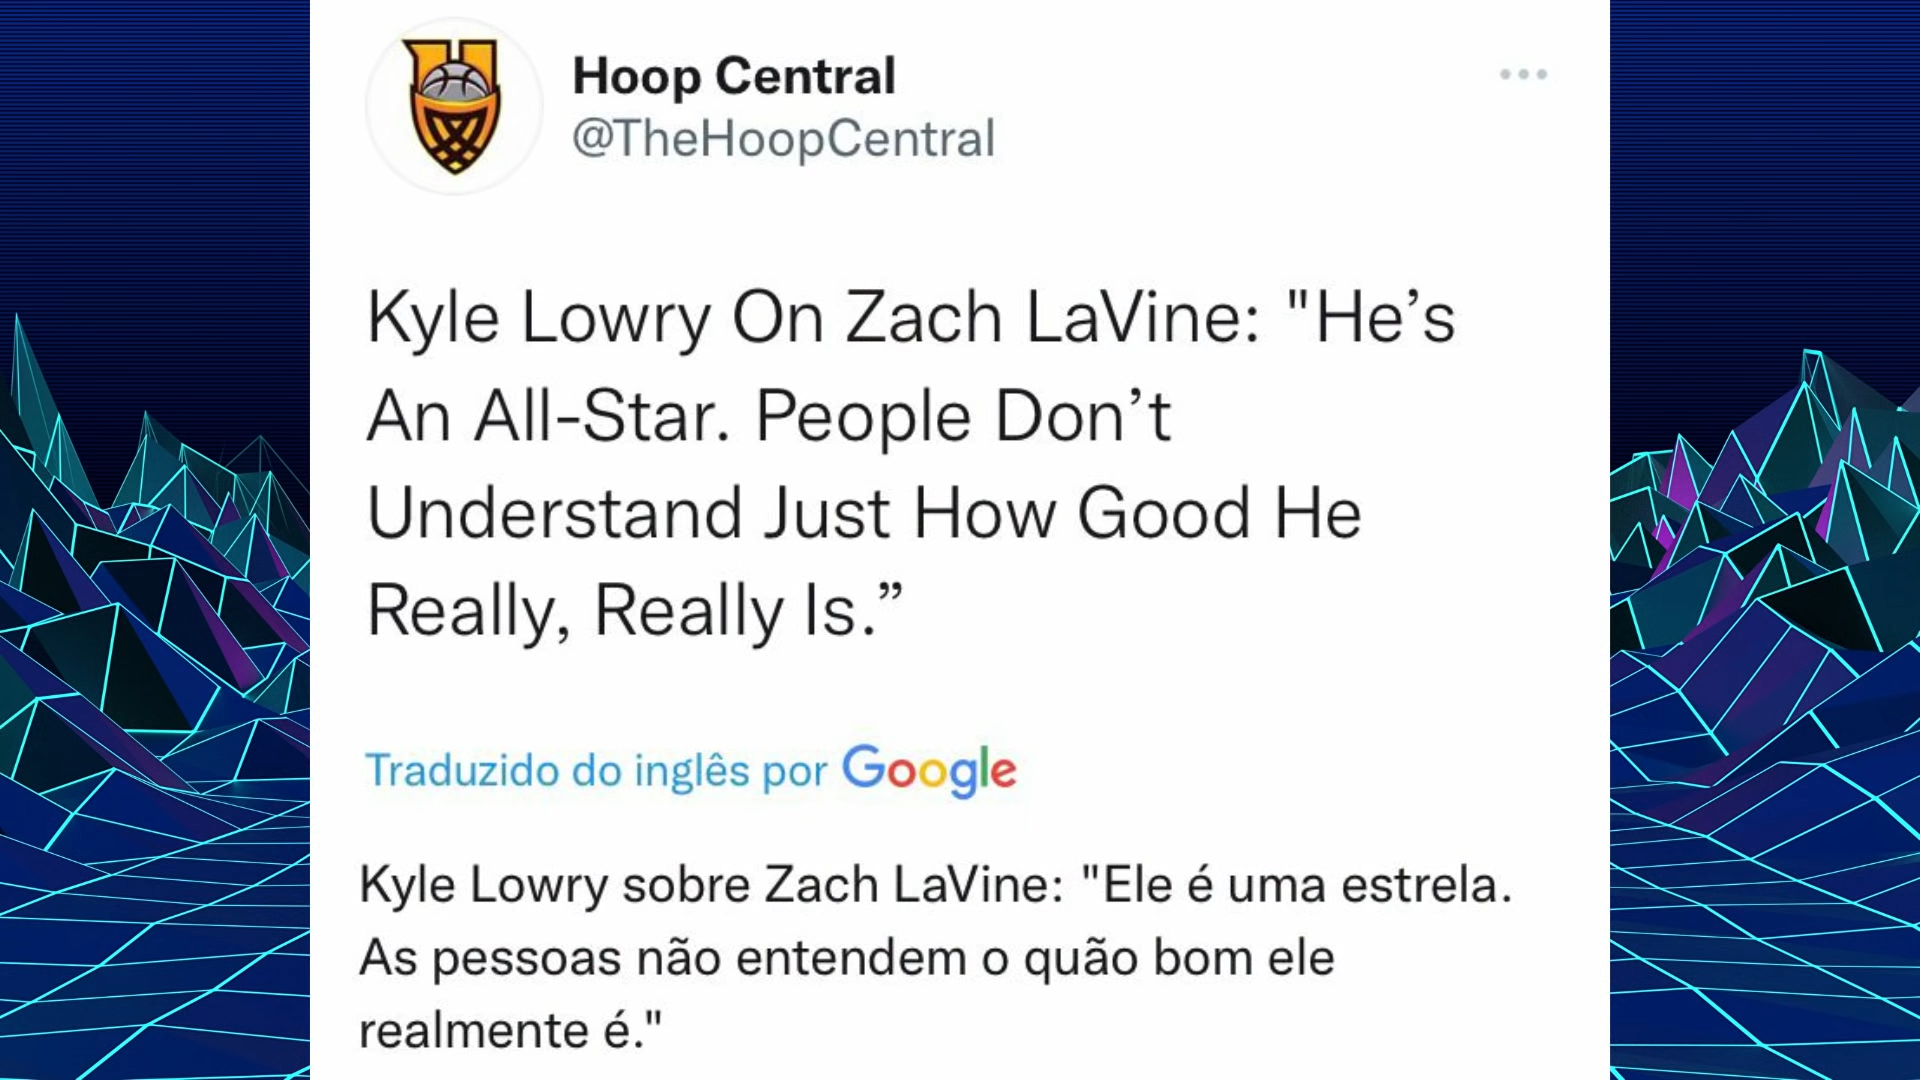 Hoop Central
@TheHoopCentral
Kyle Lowry On Zach LaVine: "He’s
An All-Star. People Don’t
Understand Just How Good He
Really, Really Is.”
Traduzido do inglês por Google
Kyle Lowry sobre Zach LaVine: "Ele é uma estrela.
As pessoas não entendem o quão bom ele
realmente é."